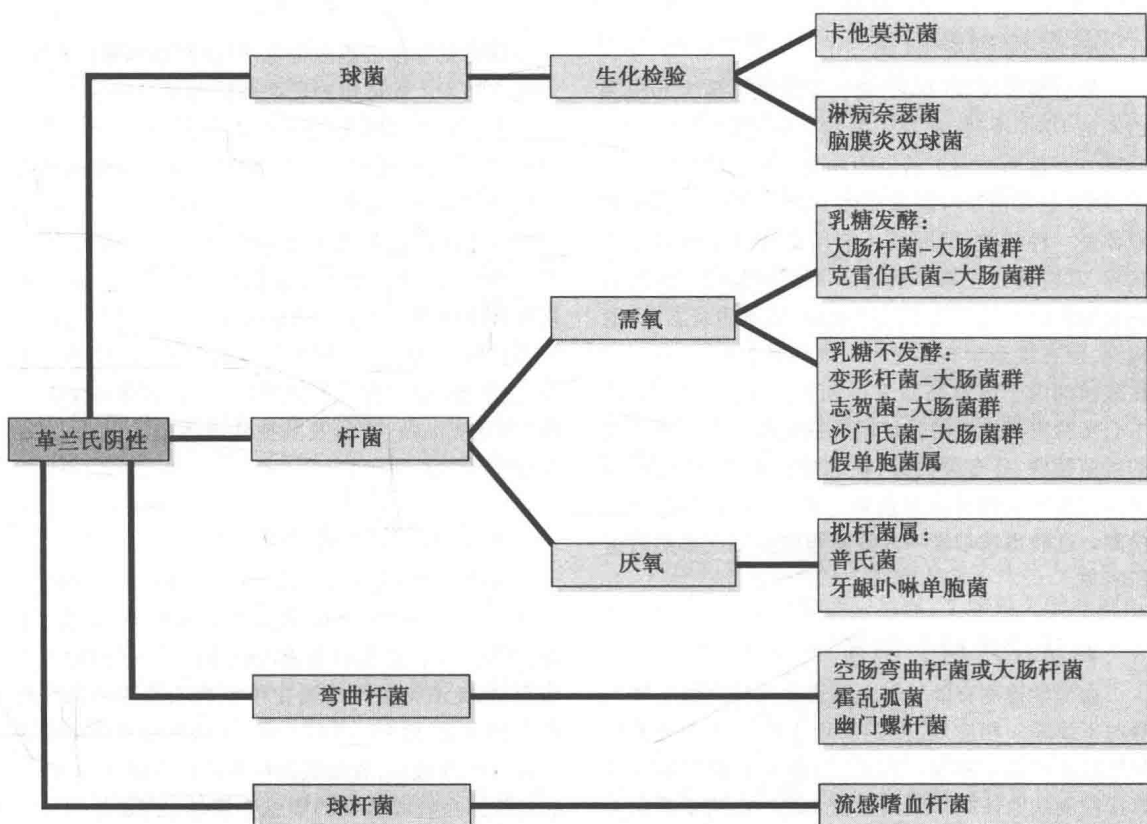 球菌
生化检验
卡他莫拉菌
淋病奈瑟菌
脑膜炎双球菌
革兰氏阴性
杆菌
需氧
乳糖发酵：
大肠杆菌–大肠菌群
克雷伯氏菌–大肠菌群
乳糖不发酵：
变形杆菌–大肠菌群
志贺菌–大肠菌群
沙门氏菌–大肠菌群
假单胞菌属
厌氧
拟杆菌属：
普氏菌
牙龈卟啉单胞菌
弯曲杆菌
空肠弯曲杆菌或大肠杆菌
霍乱弧菌
幽门螺杆菌
球杆菌
流感嗜血杆菌